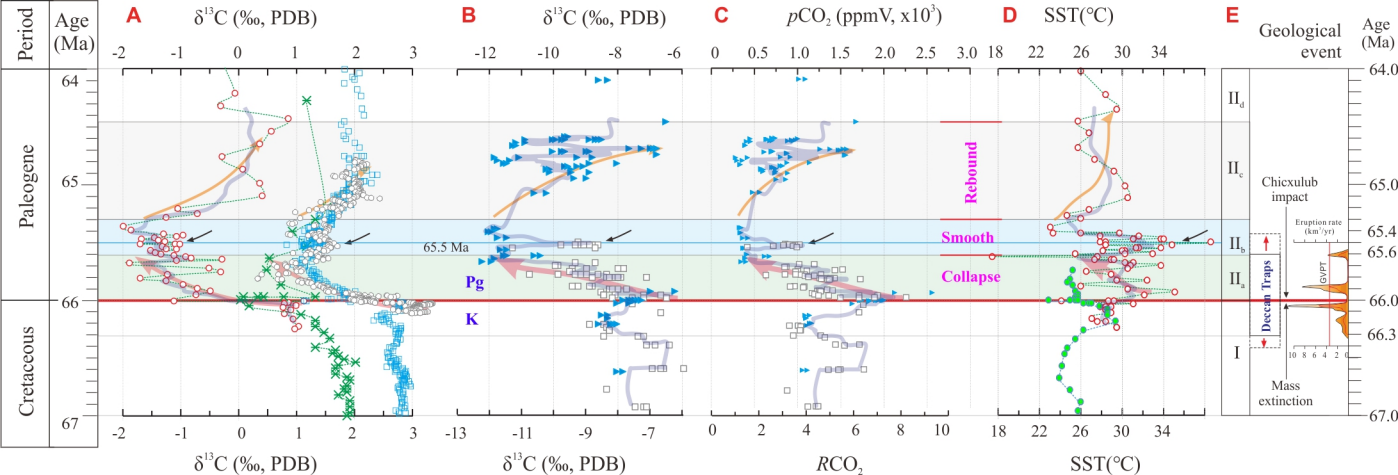 Period
Age
(Ma)
A
δ¹³C (‰, PDB)
B
δ¹³C (‰, PDB)
C
pCO₂ (ppmV, x10³)
D
SST(℃)
E
Geological
event
Age
(Ma)
-2 -1 0 1 2 3
-12 -10 -8 -6
0 0.5 1.0 1.5 2.0 2.5 3.0
18 23 26 30 34
64
65
66
67
Paleogene
Cretaceous
65.5 Ma
Pg
K
Rebound
Smooth
Collapse
II d
II c
II b
II a
I
Chicxulub
impact
Eruption rate
(km³/yr)
GVPT
Deccan Traps
10 8 6 4 2 0
Mass
extinction
64.0
65.0
65.4
65.6
66.0
66.3
67.0
-2 -1 0 1 2 3
-13 -11 -9 -7
0 2 4 6 8 10
18 22 26 30 34
δ¹³C (‰, PDB)
δ¹³C (‰, PDB)
RCO₂
SST(℃)